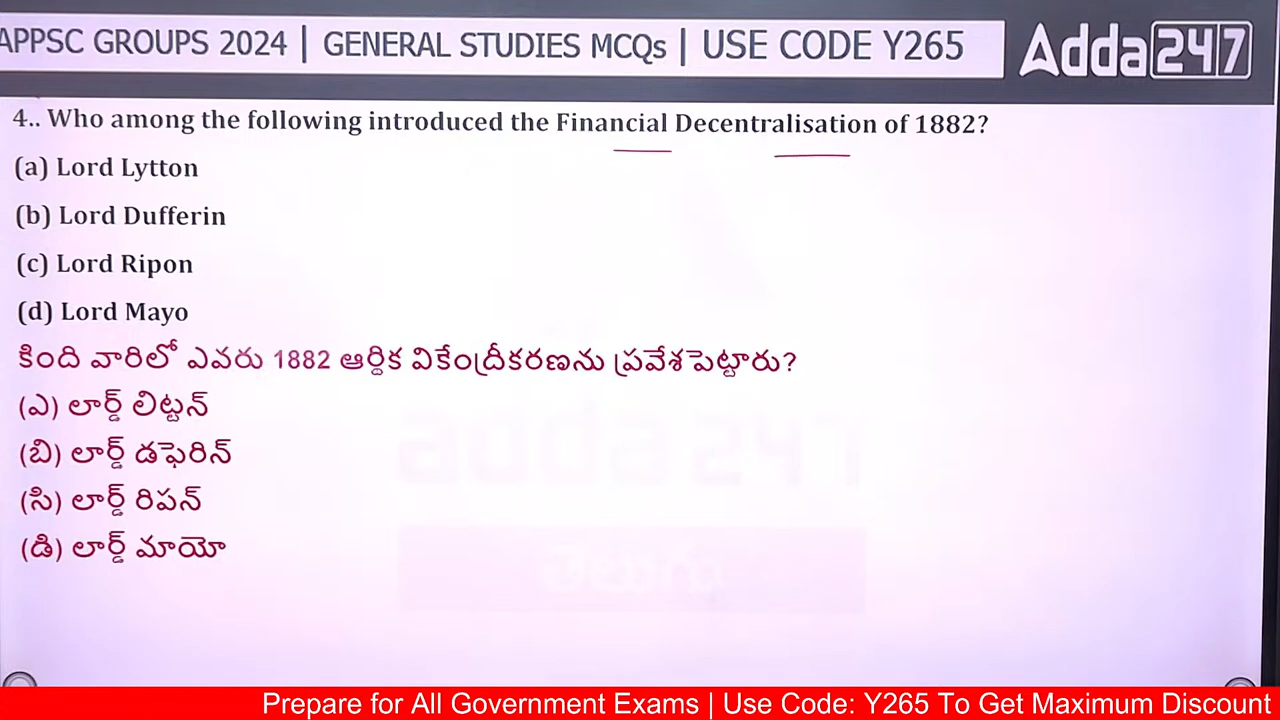 APPSC GROUPS 2024 | GENERAL STUDIES MCQs | USE CODE Y265
Adda247
4.. Who among the following introduced the Financial Decentralisation of 1882?
(a) Lord Lytton
(b) Lord Dufferin
(c) Lord Ripon
(d) Lord Mayo
కింది వారిలో ఎవరు 1882 ఆర్థిక వికేంద్రీకరణను ప్రవేశపెట్టారు?
(ఎ) లార్డ్ లిట్టన్
(బి) లార్డ్ డఫెరిన్
(సి) లార్డ్ రిపన్
(డి) లార్డ్ మాయో
adda247
తెలుగు
Prepare for All Government Exams | Use Code: Y265 To Get Maximum Discount